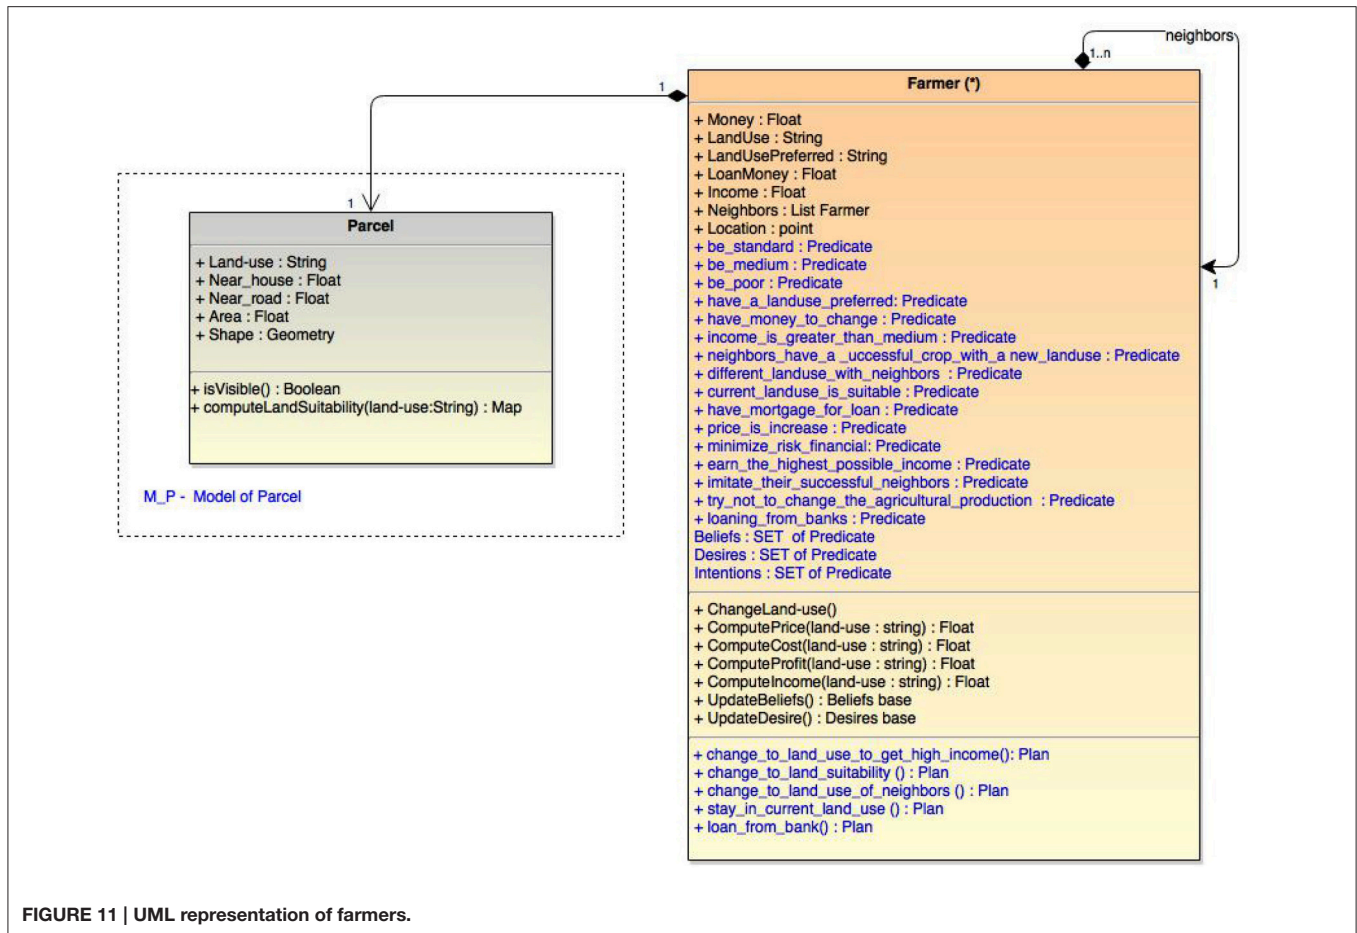 neighbors
1..n
1
Farmer (*)
+ Money : Float
+ LandUse : String
+ LandUsePreferred : String
+ LoanMoney : Float
+ Income : Float
+ Neighbors : List Farmer
+ Location : point
+ be_standard : Predicate
+ be_medium : Predicate
+ be_poor : Predicate
+ have_a_landuse_preferred: Predicate
+ have_money_to_change : Predicate
+ income_is_greater_than_medium : Predicate
+ neighbors_have_a _uccessful_crop_with_a new_landuse : Predicate
+ different_landuse_with_neighbors : Predicate
+ current_landuse_is_suitable : Predicate
+ have_mortgage_for_loan : Predicate
+ price_is_increase : Predicate
+ minimize_risk_financial: Predicate
+ earn_the_highest_possible_income : Predicate
+ imitate_their_successful_neighbors : Predicate
+ try_not_to_change_the_agricultural_production : Predicate
+ loaning_from_banks : Predicate
Beliefs : SET of Predicate
Desires : SET of Predicate
Intentions : SET of Predicate
+ ChangeLand-use()
+ ComputePrice(land-use : string) : Float
+ ComputeCost(land-use : string) : Float
+ ComputeProfit(land-use : string) : Float
+ ComputeIncome(land-use : string) : Float
+ UpdateBeliefs() : Beliefs base
+ UpdateDesire() : Desires base
+ change_to_land_use_to_get_high_income(): Plan
+ change_to_land_suitability () : Plan
+ change_to_land_use_of_neighbors () : Plan
+ stay_in_current_land_use () : Plan
+ loan_from_bank() : Plan
1
1
Parcel
+ Land-use : String
+ Near_house : Float
+ Near_road : Float
+ Area : Float
+ Shape : Geometry
+ isVisible() : Boolean
+ computeLandSuitability(land-use:String) : Map
M_P - Model of Parcel
FIGURE 11 | UML representation of farmers.